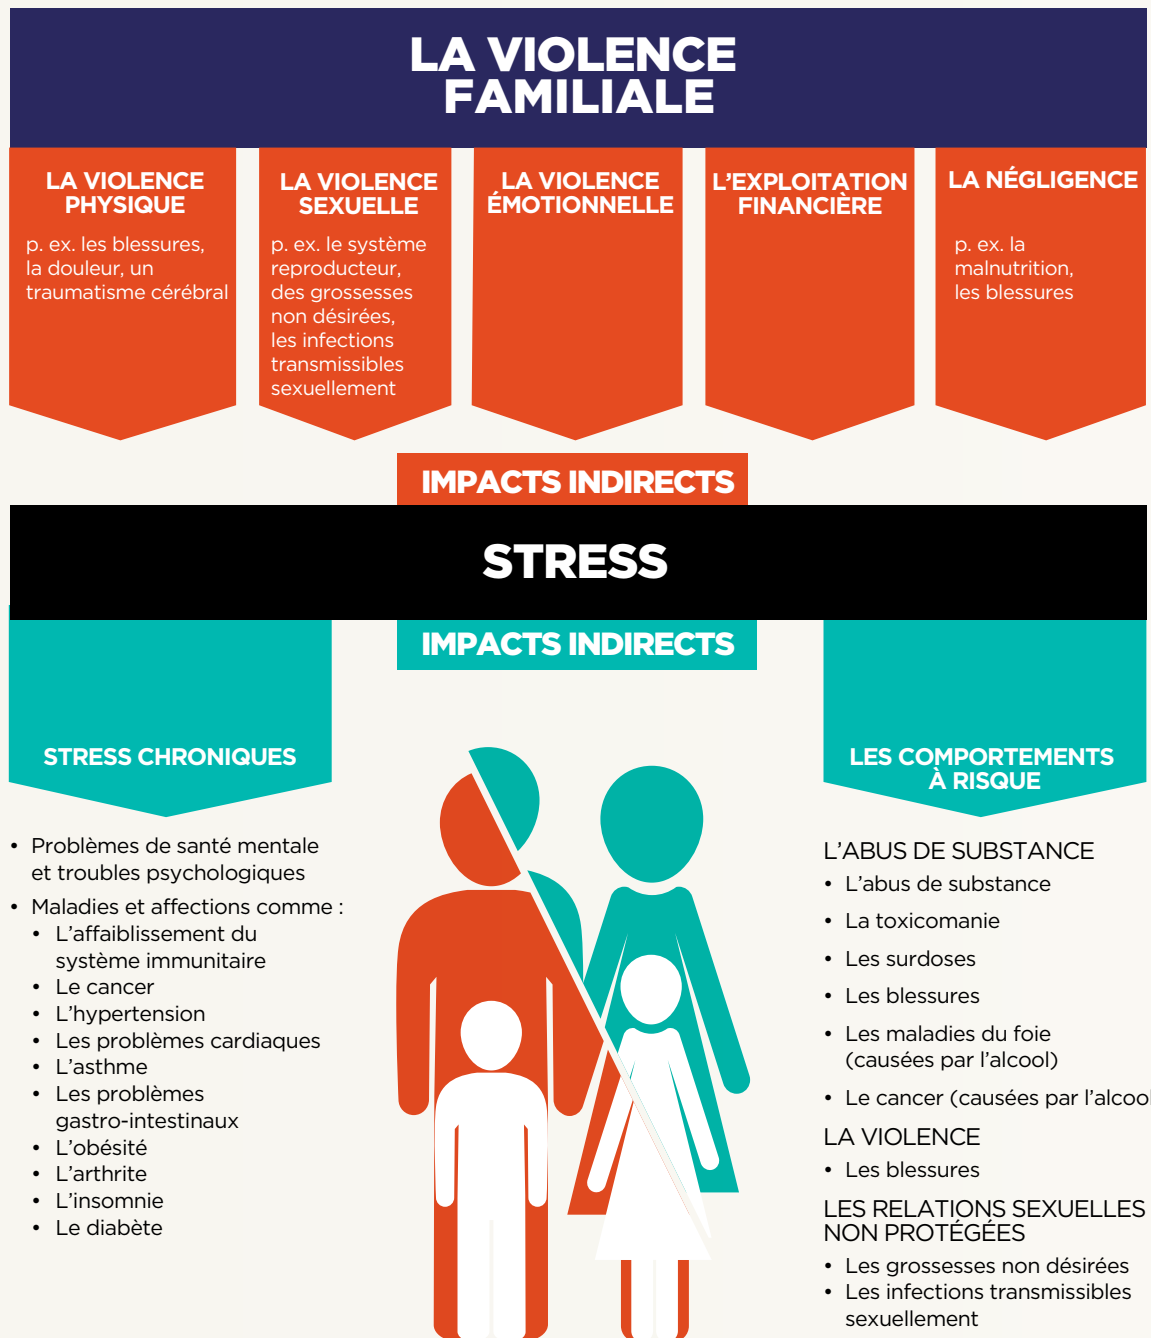 LA VIOLENCE
FAMILIALE
LA VIOLENCE
PHYSIQUE
p. ex. les blessures,
la douleur, un
traumatisme cérébral
LA VIOLENCE
SEXUELLE
p. ex. le système
reproducteur,
des grossesses
non désirées,
les infections
transmissibles
sexuellement
LA VIOLENCE
ÉMOTIONNELLE
L'EXPLOITATION
FINANCIÈRE
LA NÉGLIGENCE
p. ex. la
malnutrition,
les blessures
IMPACTS INDIRECTS
STRESS
IMPACTS INDIRECTS
STRESS CHRONIQUES
• Problèmes de santé mentale
et troubles psychologiques
• Maladies et affections comme :
• L'affaiblissement du
système immunitaire
• Le cancer
• L'hypertension
• Les problèmes cardiaques
• L'asthme
• Les problèmes
gastro-intestinaux
• L'obésité
• L'arthrite
• L'insomnie
• Le diabète
LES COMPORTEMENTS
À RISQUE
L'ABUS DE SUBSTANCE
• L'abus de substance
• La toxicomanie
• Les surdoses
• Les blessures
• Les maladies du foie
(causées par l'alcool)
• Le cancer (causées par l'alcool
LA VIOLENCE
• Les blessures
LES RELATIONS SEXUELLES
NON PROTÉGÉES
• Les grossesses non désirées
• Les infections transmissibles
sexuellement